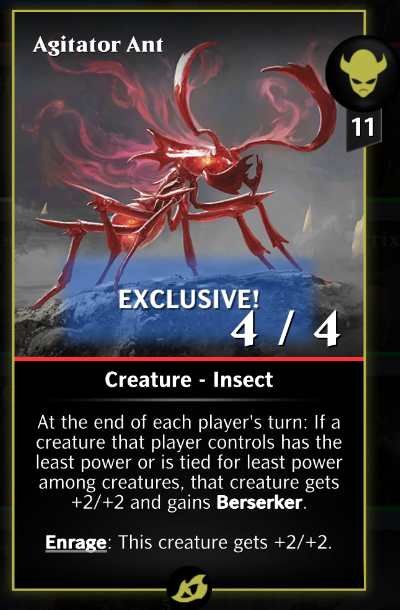 Agitator Ant
11
EXCLUSIVE!
4 / 4
Creature - Insect
At the end of each player's turn: If a
creature that player controls has the
least power or is tied for least power
among creatures, that creature gets
+2/+2 and gains Berserker.
Enrage: This creature gets +2/+2.